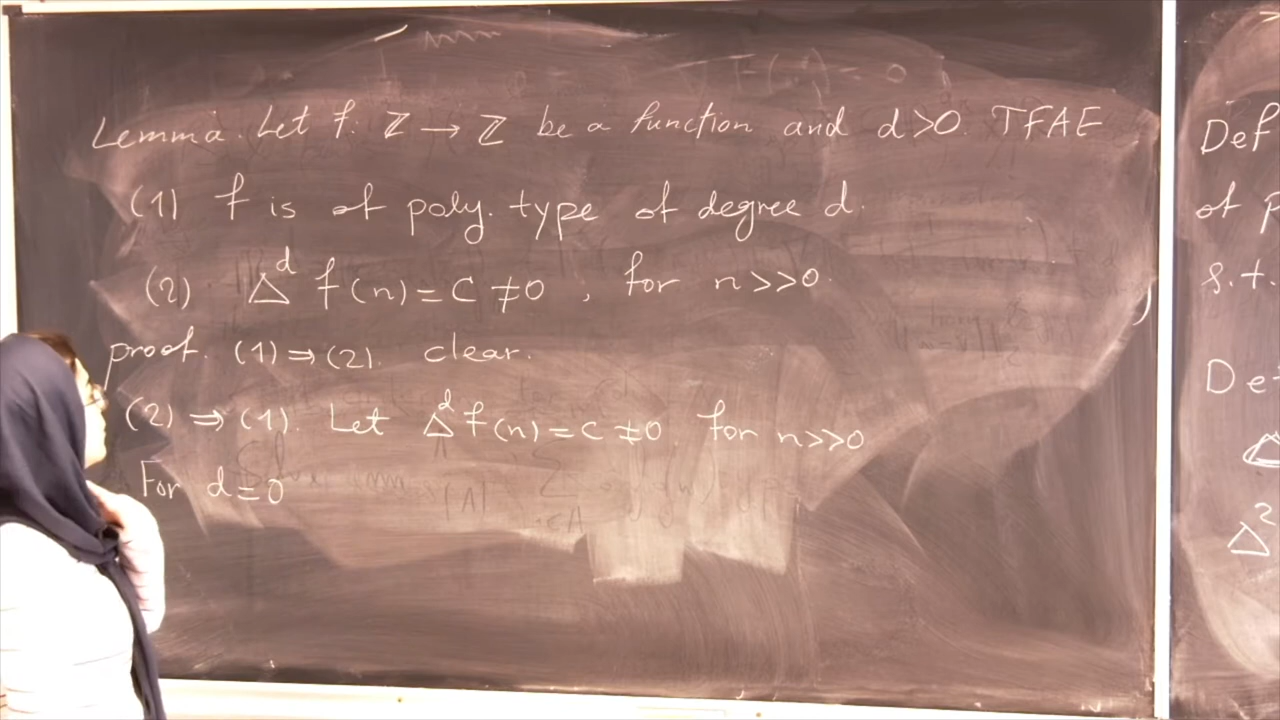 Lemma. Let f: ℤ → ℤ be a function and d>0. TFAE
(1) f is of poly. type of degree d.
(2) Δ^d f(n) = C ≠ 0, for n>>0.
proof. (1) ⇒ (2). clear.
(2) ⇒ (1). Let Δ^d f(n) = C ≠ 0 for n>>0
For d=0
Def
of p
s.t.
De
Δ
Δ²